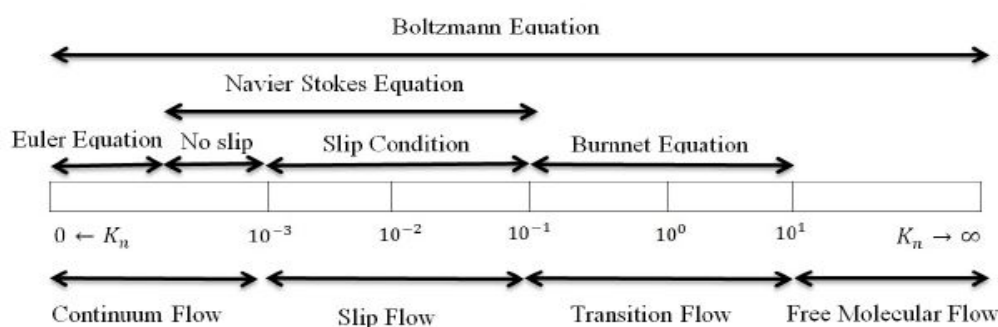 Boltzmann Equation
Navier Stokes Equation
Euler Equation No slip Slip Condition Burnnet Equation
0 ← Kₙ 10⁻³ 10⁻² 10⁻¹ 10⁰ 10¹ Kₙ → ∞
Continuum Flow Slip Flow Transition Flow Free Molecular Flow